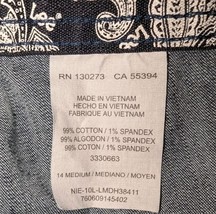 RN 130273 CA 55394
MADE IN VIETNAM
HECHO EN VIETNAM
FABRIQUE AU VIETNAM
99% COTTON / 1% SPANDEX
99% ALGODON / 1% SPANDEX
99% COTON / 1% SPANDEX
3330663
14 MEDIUM / MEDIANO / MOYEN
NIE-10L-LMDH38411
760609145402